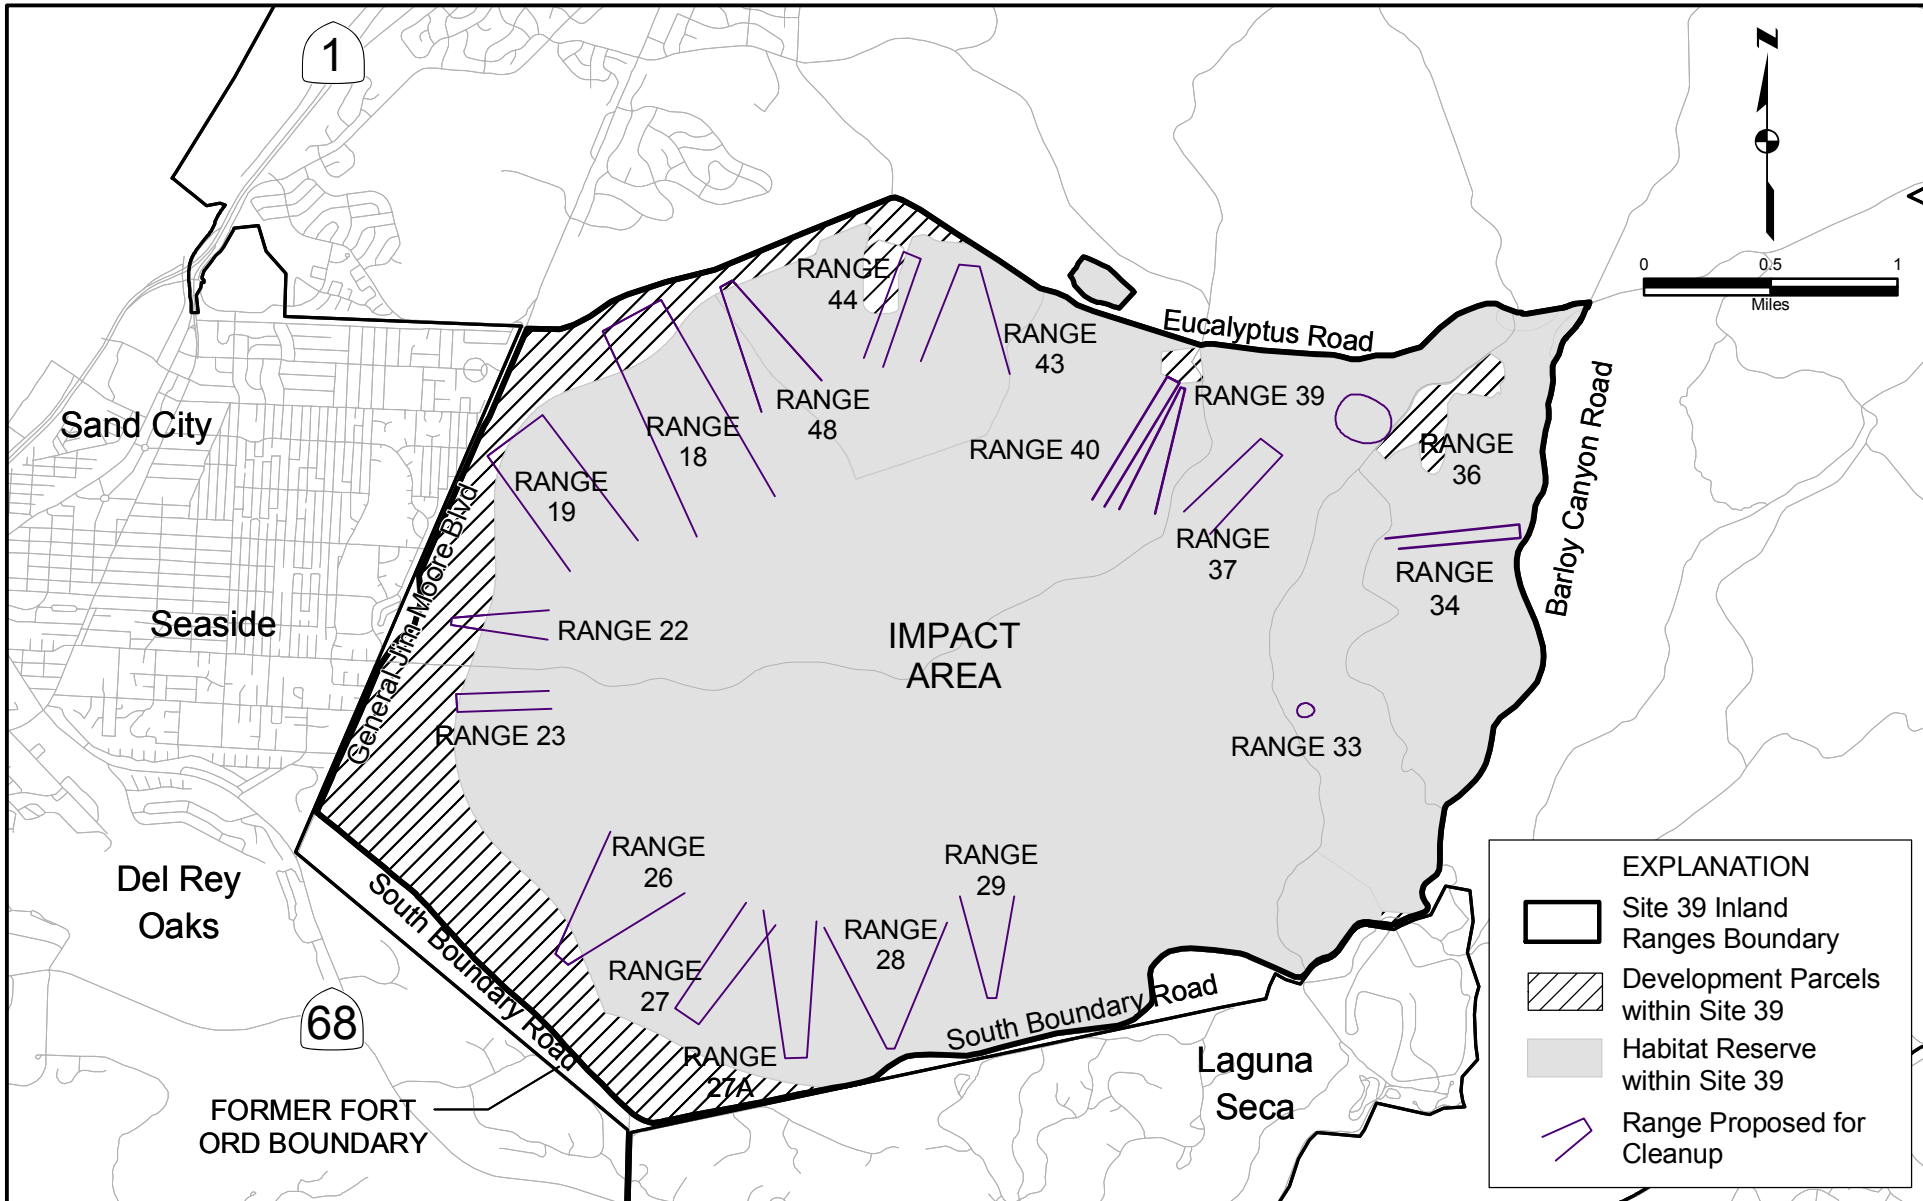 1
N
0
0.5
1
Miles
RANGE
44
Eucalyptus Road
RANGE
43
RANGE 39
RANGE
48
RANGE
18
Sand City
RANGE 40
RANGE
36
Barloy Canyon Road
RANGE
19
General Jim Moore Blvd
RANGE
37
RANGE
34
Seaside
RANGE 22
IMPACT
AREA
RANGE 23
RANGE 33
RANGE
26
RANGE
29
Del Rey
Oaks
South Boundary Road
RANGE
28
RANGE
27
68
South Boundary Road
RANGE
27A
Laguna
Seca
FORMER FORT
ORD BOUNDARY
EXPLANATION
Site 39 Inland
Ranges Boundary
Development Parcels
within Site 39
Habitat Reserve
within Site 39
Range Proposed for
Cleanup